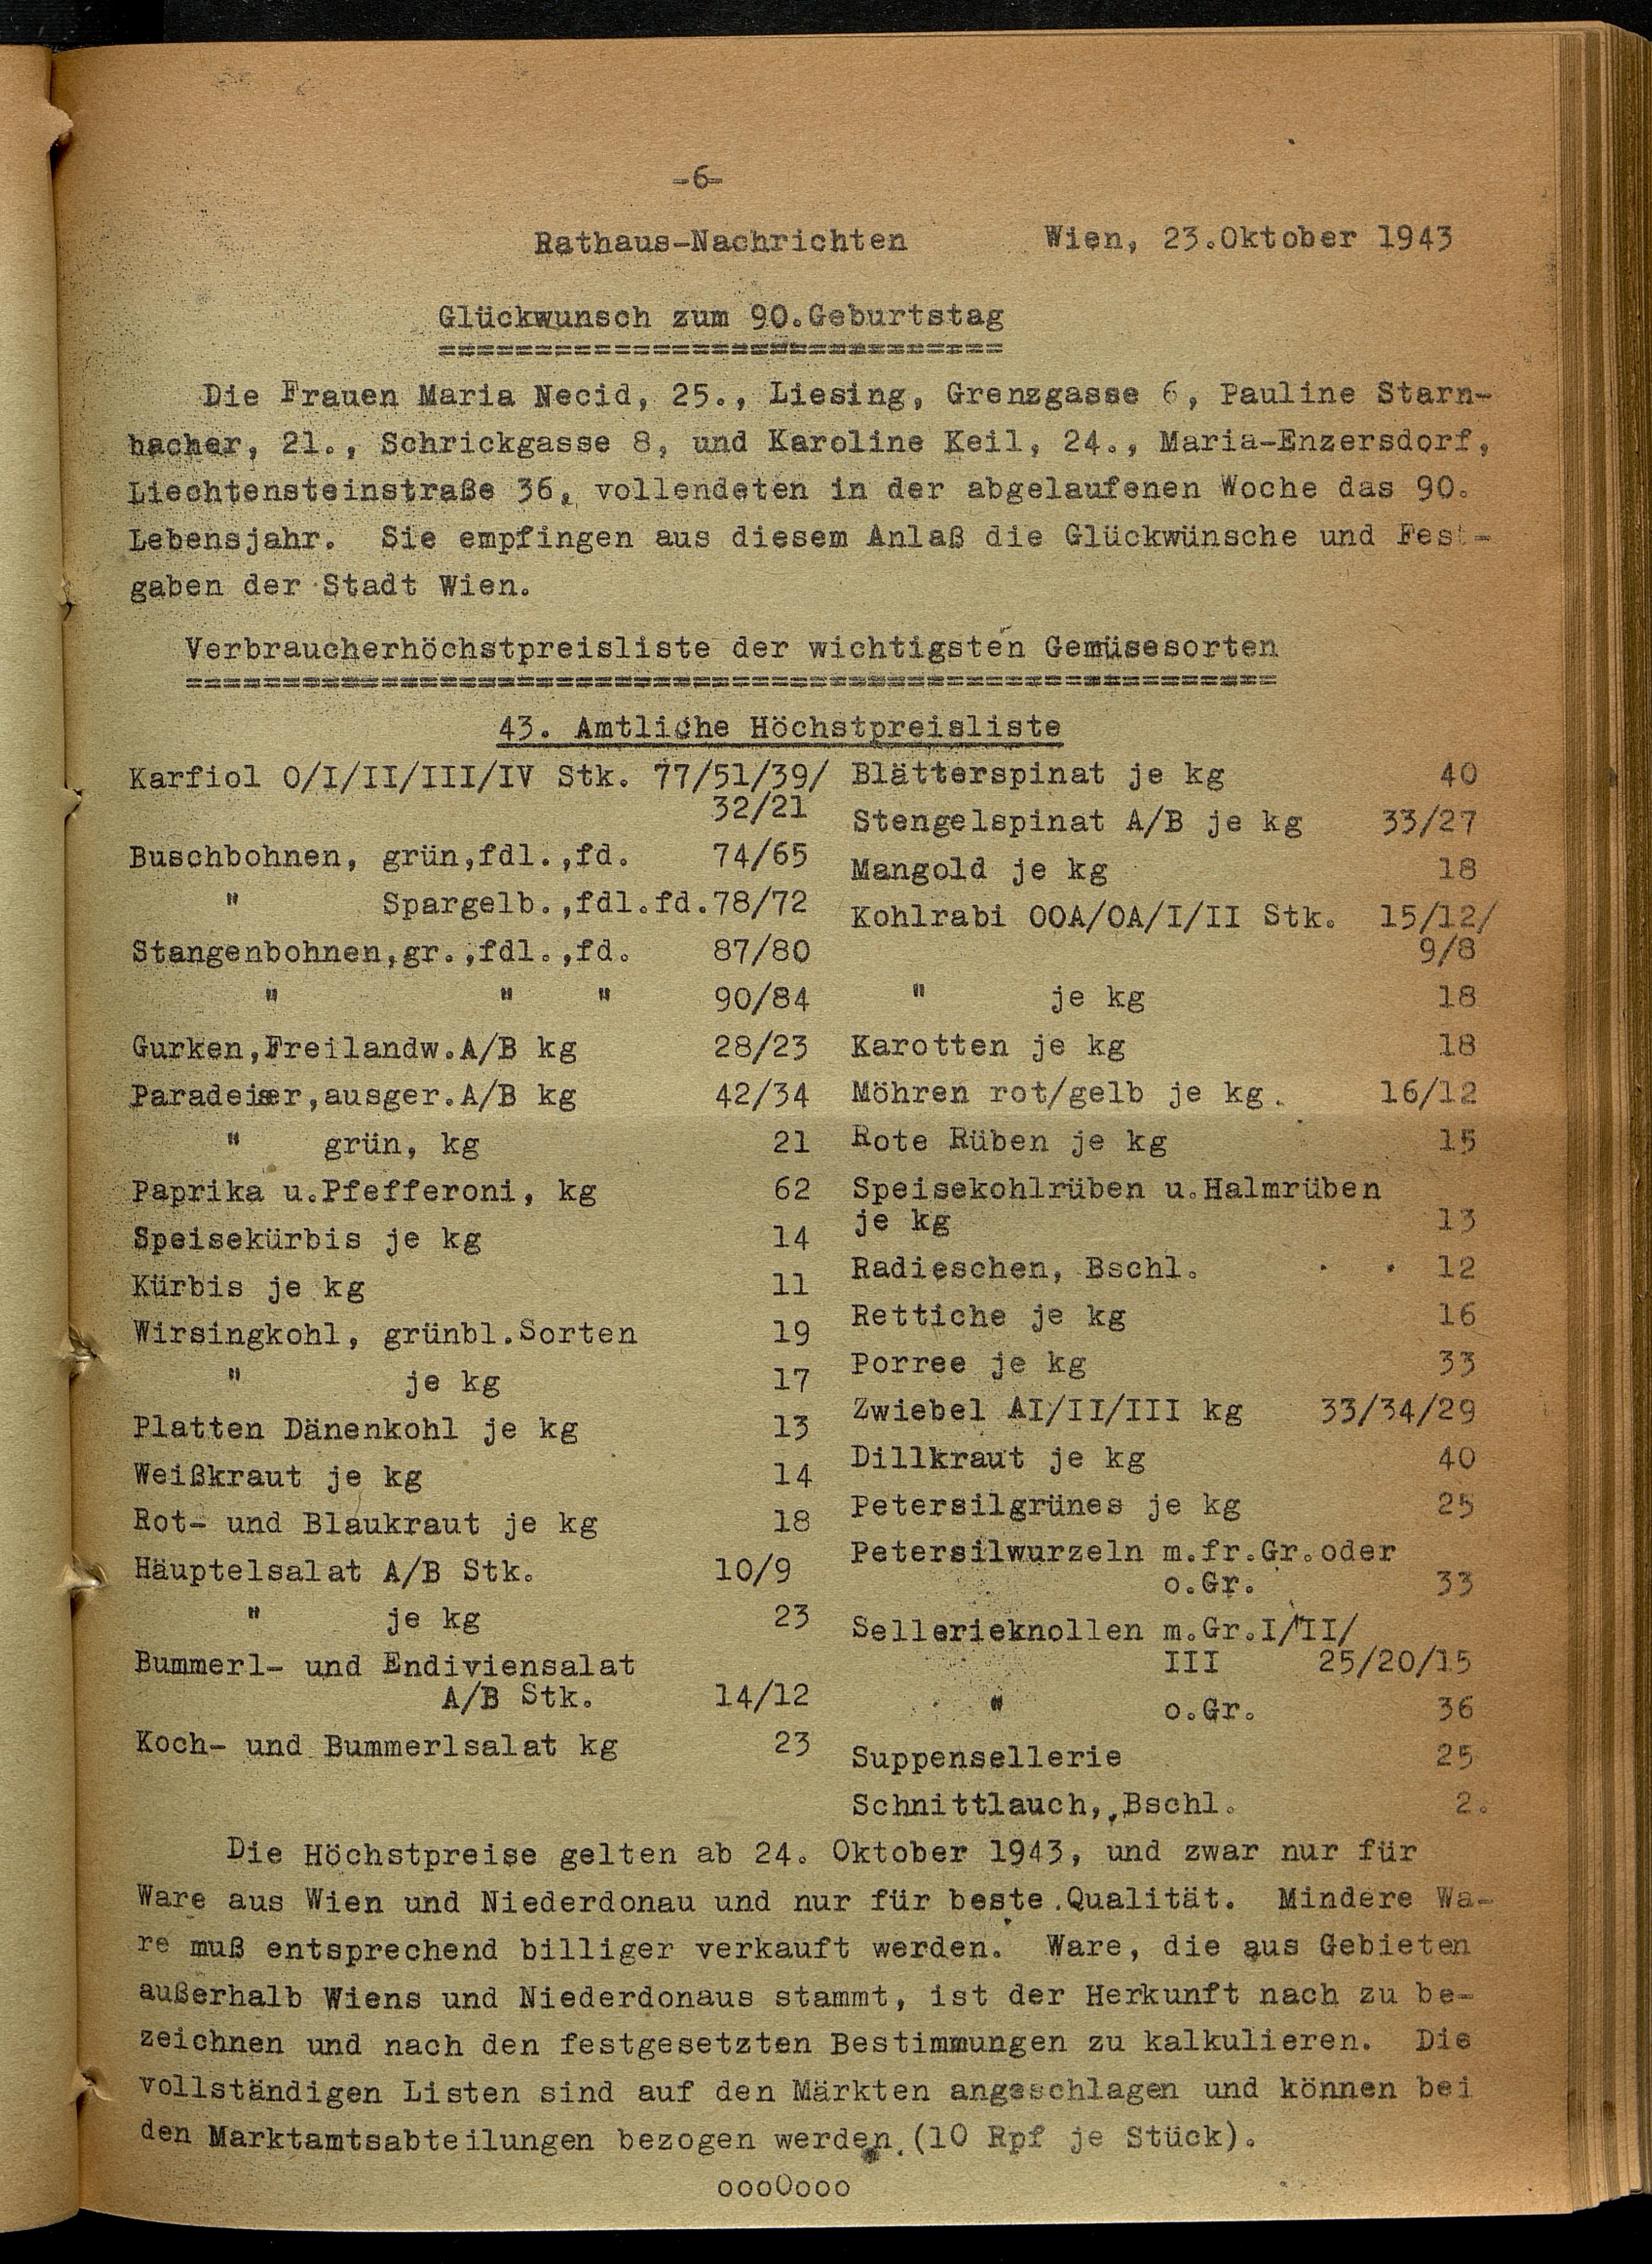 -6-
Rathaus-Nachrichten Wien, 23.Oktober 1943
Glückwunsch zum 90.Geburtstag
=============================
Die Frauen Maria Necid, 25., Liesing, Grenzgasse 6, Pauline Starn-
bacher, 21., Schrickgasse 8, und Karoline Keil, 24., Maria-Enzersdorf,
Liechtensteinstraße 36, vollendeten in der abgelaufenen Woche das 90.
Lebensjahr. Sie empfingen aus diesem Anlaß die Glückwünsche und Fest-
gaben der Stadt Wien.
Verbraucherhöchstpreisliste der wichtigsten Gemüsesorten
========================================================
43. Amtliche Höchstpreisliste
Karfiol 0/I/II/III/IV Stk. 77/51/39/
32/21
Buschbohnen, grün,fdl.,fd. 74/65
" Spargelb.,fdl.fd.78/72
Stangenbohnen,gr.,fdl.,fd. 87/80
" " " 90/84
Gurken,Freilandw.A/B kg 28/23
Paradeiser,ausger.A/B kg 42/34
" grün, kg 21
Paprika u.Pfefferoni, kg 62
Speisekürbis je kg 14
Kürbis je kg 11
Wirsingkohl, grünbl.Sorten 19
" je kg 17
Platten Dänenkohl je kg 13
Weißkraut je kg 14
Rot- und Blaukraut je kg 18
Häuptelsalat A/B Stk. 10/9
" je kg 23
Bummerl- und Endiviensalat
A/B Stk. 14/12
Koch- und Bummerlsalat kg 23
Blätterspinat je kg 40
Stengelspinat A/B je kg 33/27
Mangold je kg 18
Kohlrabi OOA/OA/I/II Stk. 15/12/
9/8
" je kg 18
Karotten je kg 18
Möhren rot/gelb je kg. 16/12
Rote Rüben je kg 15
Speisekohlrüben u.Halmrüben
je kg 13
Radieschen, Bschl. 12
Rettiche je kg 16
Porree je kg 33
Zwiebel AI/II/III kg 33/34/29
Dillkraut je kg 40
Petersilgrünes je kg 25
Petersilwurzeln m.fr.Gr.oder
o.Gr. 33
Sellerieknollen m.Gr.I/II/
III 25/20/15
" o.Gr. 36
Suppensellerie 25
Schnittlauch, Bschl. 2.
Die Höchstpreise gelten ab 24. Oktober 1943, und zwar nur für
Ware aus Wien und Niederdonau und nur für beste Qualität. Mindere Wa-
re muß entsprechend billiger verkauft werden. Ware, die aus Gebieten
außerhalb Wiens und Niederdonaus stammt, ist der Herkunft nach zu be-
zeichnen und nach den festgesetzten Bestimmungen zu kalkulieren. Die
vollständigen Listen sind auf den Märkten angeschlagen und können bei
den Marktamtsabteilungen bezogen werden.(10 Rpf je Stück).
oooOooo